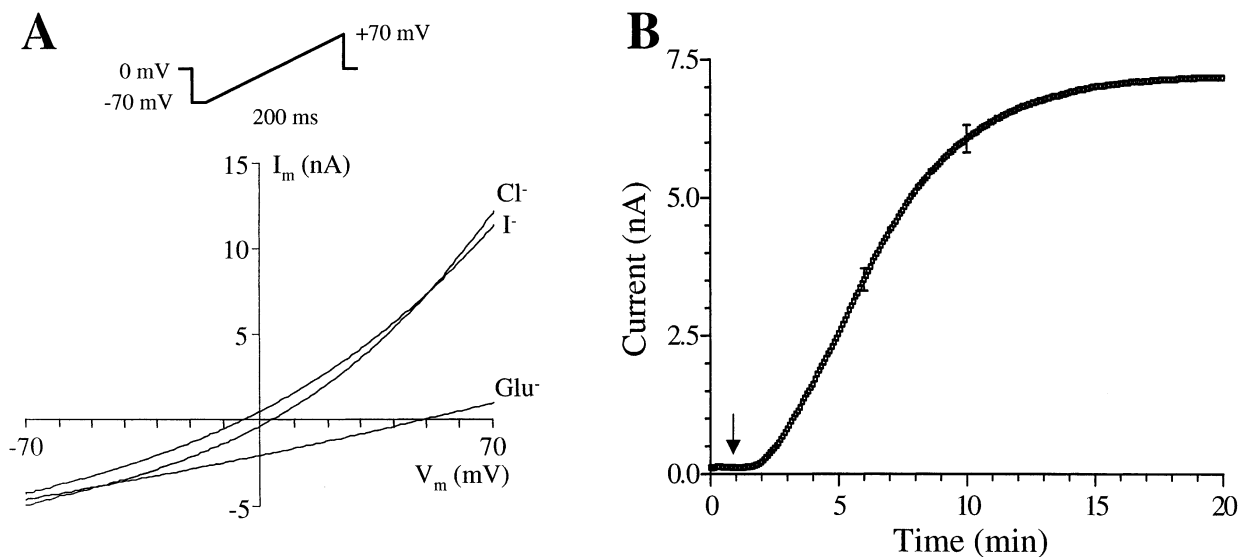 A
+70 mV
0 mV
-70 mV
200 ms
15
I_m (nA)
Cl⁻
I⁻
10
5
Glu⁻
-70
70
V_m (mV)
-5
B
7.5
5.0
2.5
0.0
Current (nA)
0
5
10
15
20
Time (min)